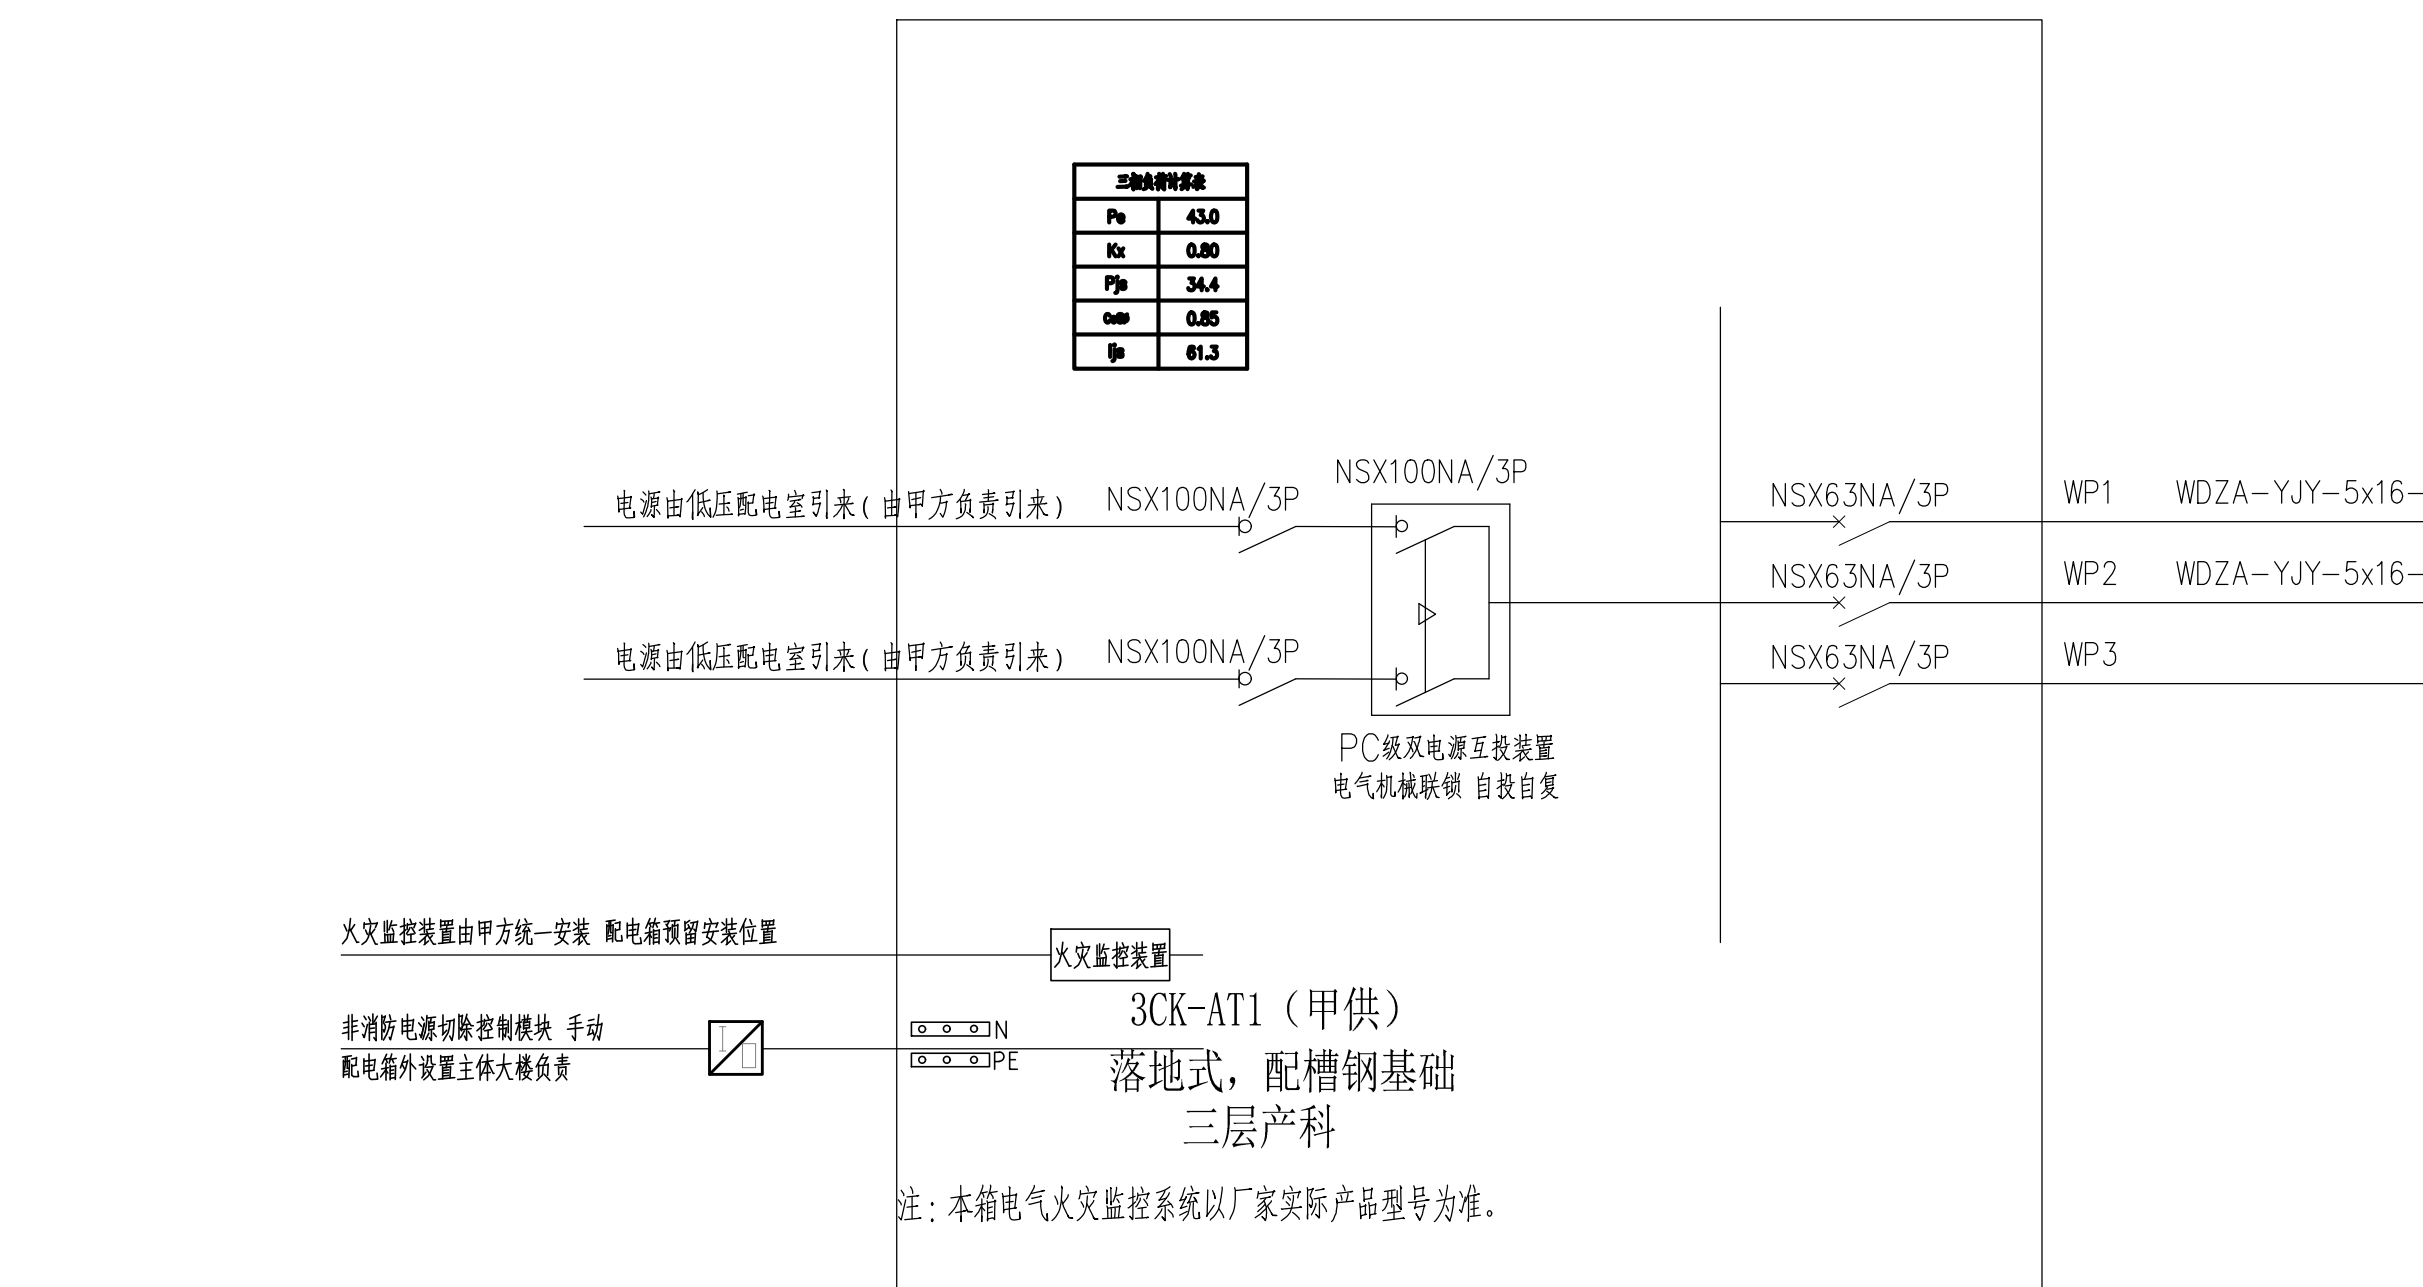 三相负荷计算表
Pe 43.0
Kx 0.80
Pjs 34.4
0.85
Ijs 61.3
NSX100NA/3P
电源由低压配电室引来(由甲方负责引来) NSX100NA/3P
NSX63NA/3P WP1 WDZA-YJY-5x16-
NSX63NA/3P WP2 WDZA-YJY-5x16-
电源由低压配电室引来(由甲方负责引来) NSX100NA/3P
NSX63NA/3P WP3
PC级双电源互投装置
电气机械联锁 自投自复
火灾监控装置由甲方统一安装 配电箱预留安装位置
火灾监控装置
3CK-AT1（甲供）
非消防电源切除控制模块 手动
N
配电箱外设置主体大楼负责
PE
落地式，配槽钢基础
三层产科
注：本箱电气火灾监控系统以厂家实际产品型号为准。